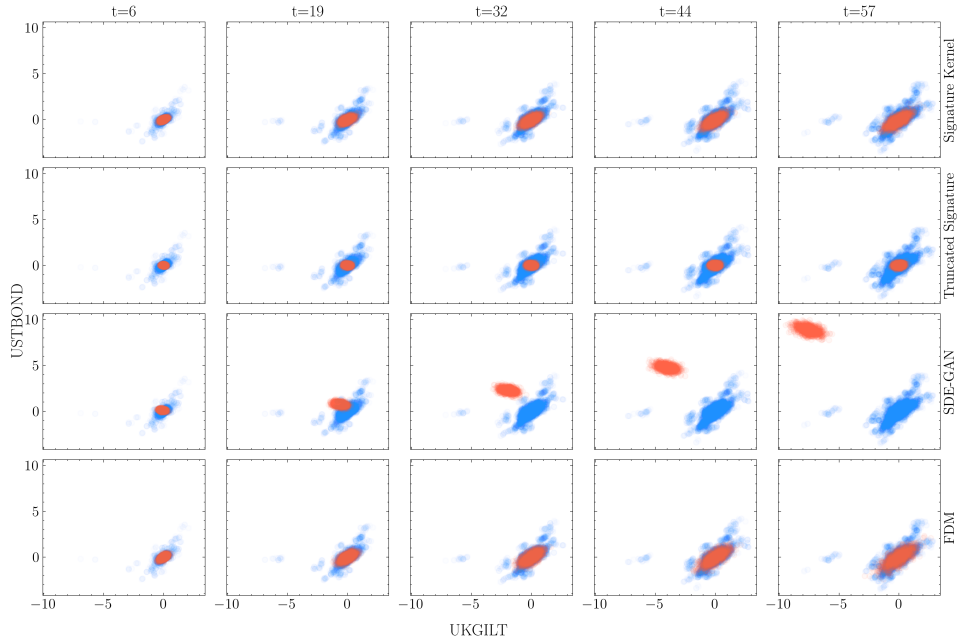 t=6 t=19 t=32 t=44 t=57
10
5
0
Signature Kernel
10
5
0
Truncated Signature
USTBOND
10
5
0
SDE-GAN
10
5
0
FDM
−10 −5 0 −10 −5 0 −10 −5 0 −10 −5 0 −10 −5 0
UKGILT